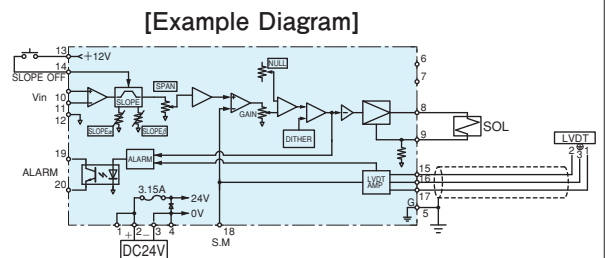 [Example Diagram]
13
+12V
14
SLOPE OFF
Vin
10
11
12
SLOPE
SPAN
SLOPEα
SLOPEβ
NULL
GAIN
DITHER
6
7
8
9
SOL
LVDT
2 3 1
19
ALARM
20
ALARM
3.15A
24V
0V
LVDT
AMP
15
16
17
G
5
1 + 2 − 3 4
DC24V
18
S.M